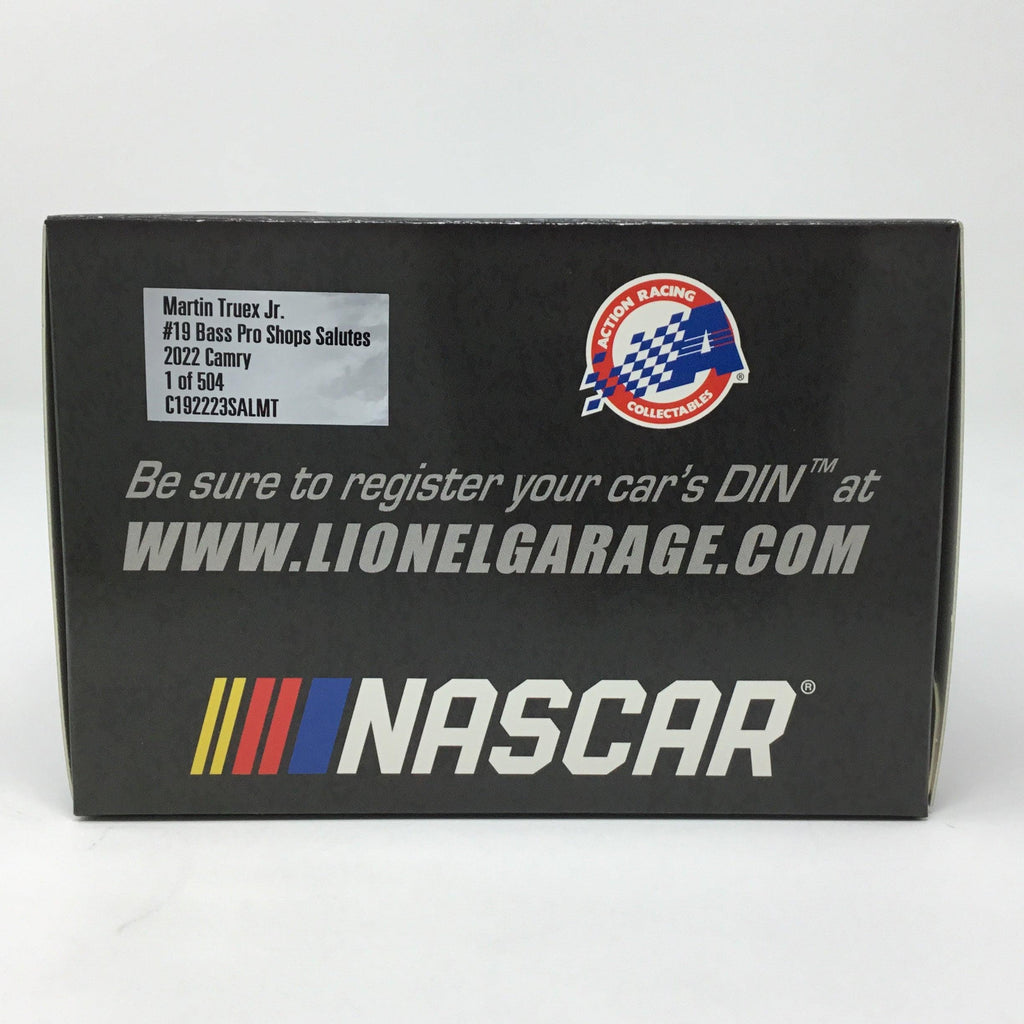 Martin Truex Jr.
#19 Bass Pro Shops Salutes
2022 Camry
1 of 504
C192223SALMT
ACTION RACING
A
®
COLLECTABLES
Be sure to register your car's DIN™ at
WWW.LIONELGARAGE.COM
NASCAR®